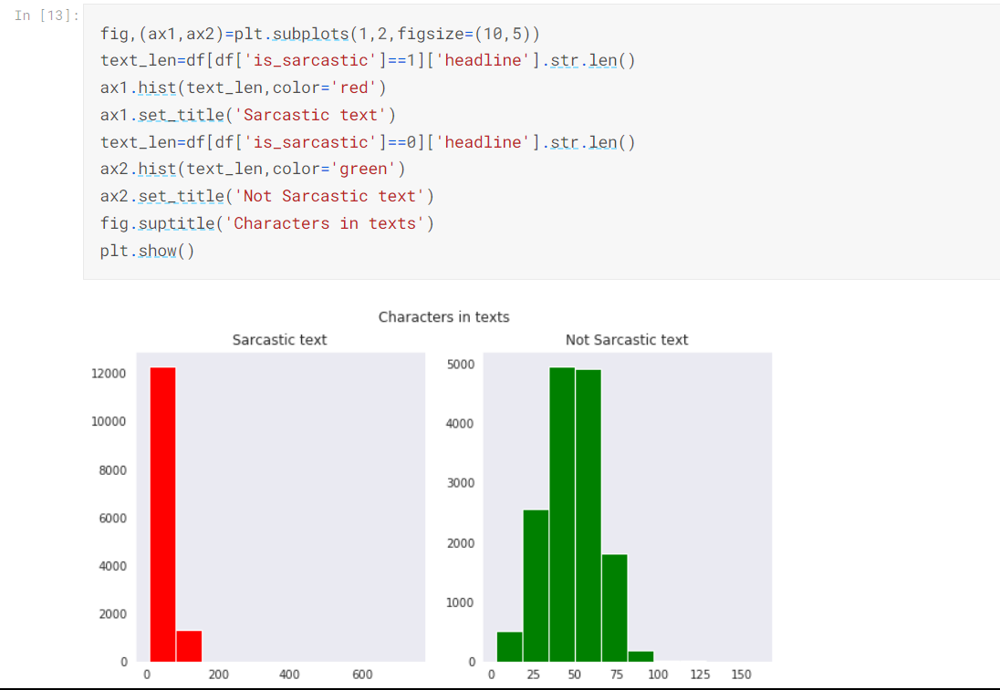 In [13]:
fig,(ax1,ax2)=plt.subplots(1,2,figsize=(10,5))
text_len=df[df['is_sarcastic']==1]['headline'].str.len()
ax1.hist(text_len,color='red')
ax1.set_title('Sarcastic text')
text_len=df[df['is_sarcastic']==0]['headline'].str.len()
ax2.hist(text_len,color='green')
ax2.set_title('Not Sarcastic text')
fig.suptitle('Characters in texts')
plt.show()
Characters in texts
Sarcastic text
12000
10000
8000
6000
4000
2000
0
0 200 400 600
Not Sarcastic text
5000
4000
3000
2000
1000
0
0 25 50 75 100 125 150